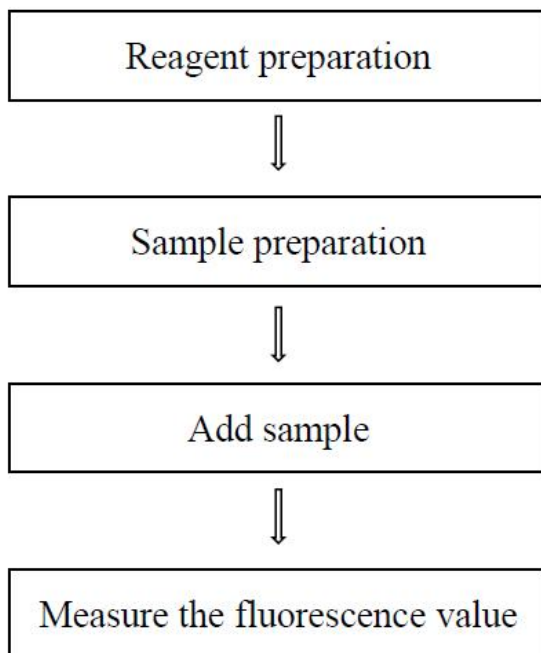 Reagent preparation
Sample preparation
Add sample
Measure the fluorescence value